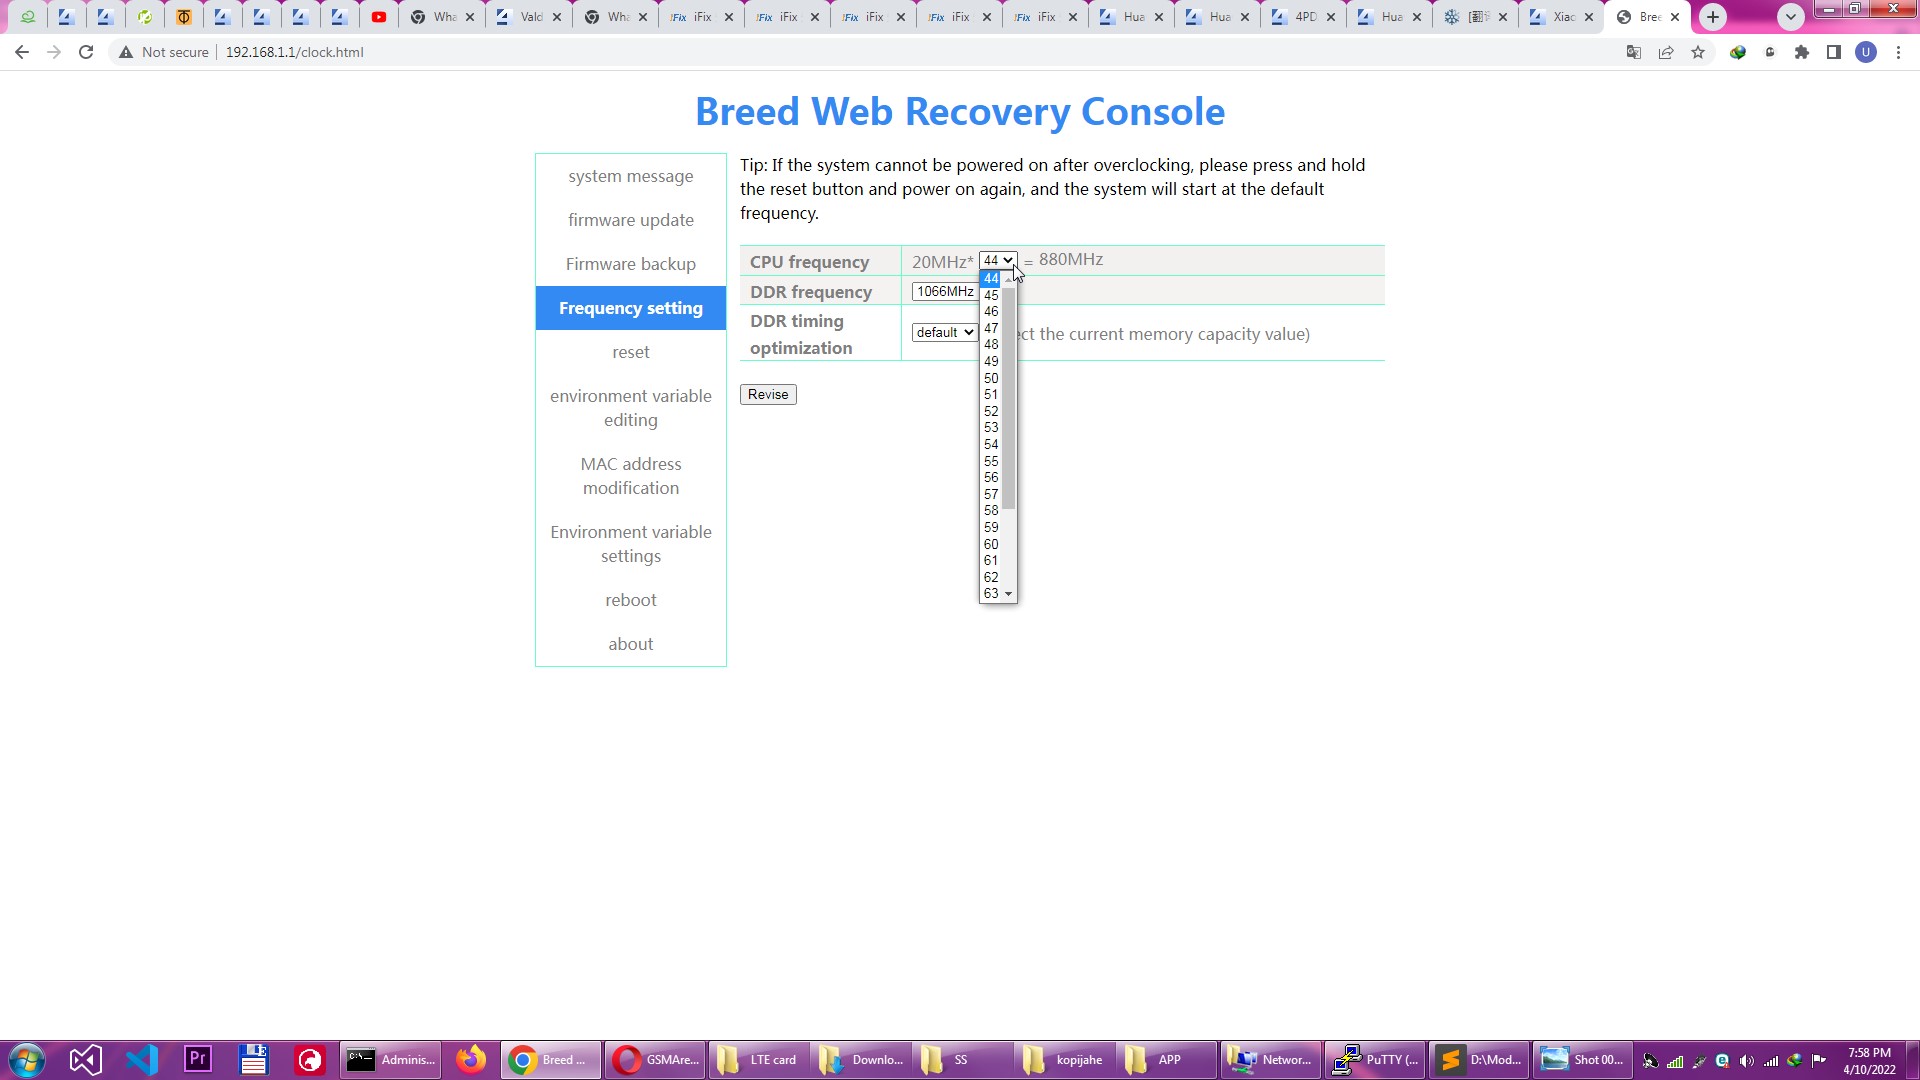 Wha
Vald
Wha
iFix iFix
iFix iFix
iFix iFix
iFix iFix
iFix iFix
Hua
Hua
4PD
Hua
Xiac
Bree
Not secure
192.168.1.1/clock.html
U
Breed Web Recovery Console
system message
firmware update
Firmware backup
Frequency setting
reset
environment variable
editing
MAC address
modification
Environment variable
settings
reboot
about
Tip: If the system cannot be powered on after overclocking, please press and hold
the reset button and power on again, and the system will start at the default
frequency.
CPU frequency
20MHz* 44 = 880MHz
DDR frequency
1066MHz
DDR timing
optimization
default
ect the current memory capacity value)
44
45
46
47
48
49
50
51
52
53
54
55
56
57
58
59
60
61
62
63
Revise
Pr
Adminis...
Breed ...
GSMAre...
LTE card
Downlo...
SS
kopijahe
APP
Networ...
PuTTY (...
D:\Mod...
Shot 00...
7:58 PM
4/10/2022